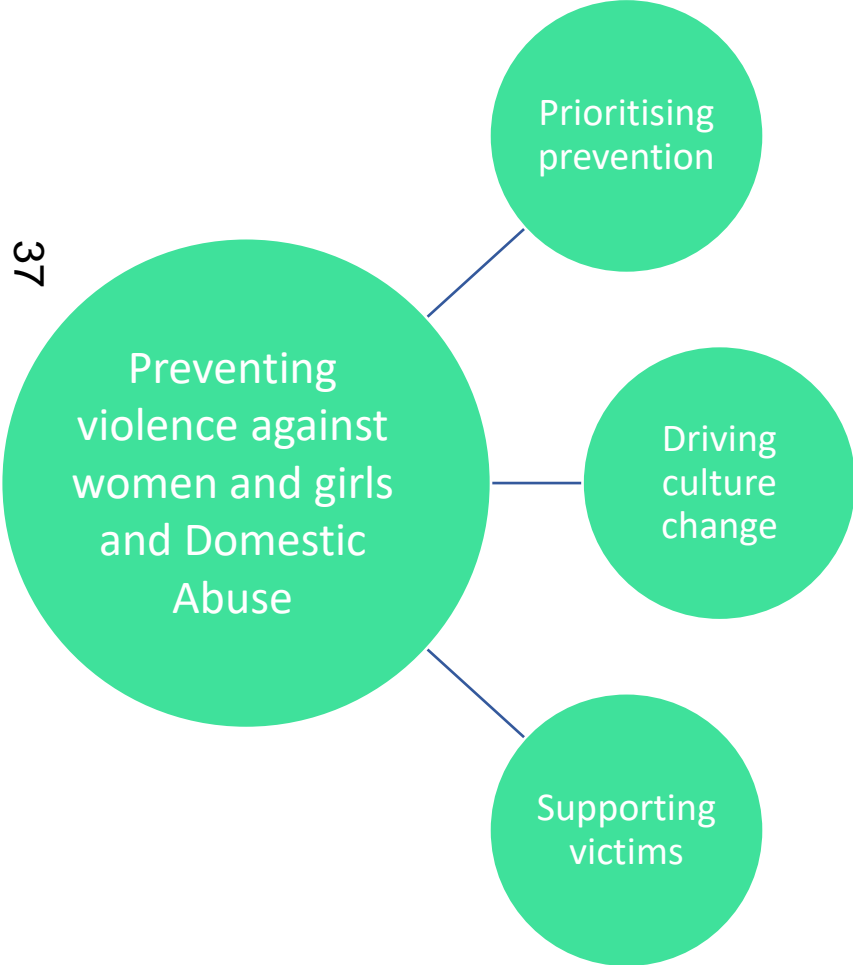 37
Preventing
violence against
women and girls
and Domestic
Abuse
Prioritising
prevention
Driving
culture
change
Supporting
victims